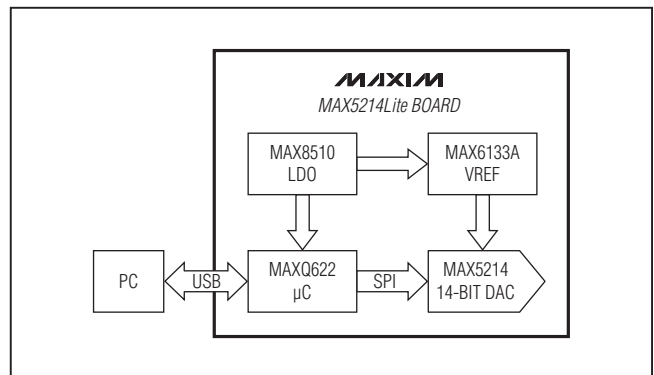 MAXIM
MAX5214Lite BOARD
MAX8510
LDO
MAX6133A
VREF
PC
USB
MAXQ622
µC
SPI
MAX5214
14-BIT DAC